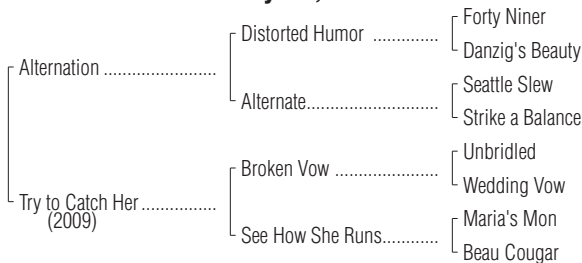 Forty Niner
Distorted Humor ..............
Danzig's Beauty
Alternation ........................
Seattle Slew
Alternate............................
Strike a Balance
Unbridled
Broken Vow ......................
Wedding Vow
Try to Catch Her................
(2009)
Maria's Mon
See How She Runs............
Beau Cougar